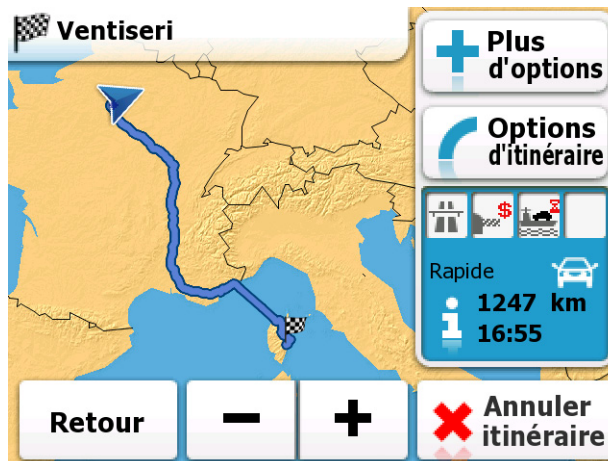 Ventiseri
Plus
d'options
Options
d'itinéraire
$
Rapide
1247 km
16:55
Retour
Annuler
itinéraire